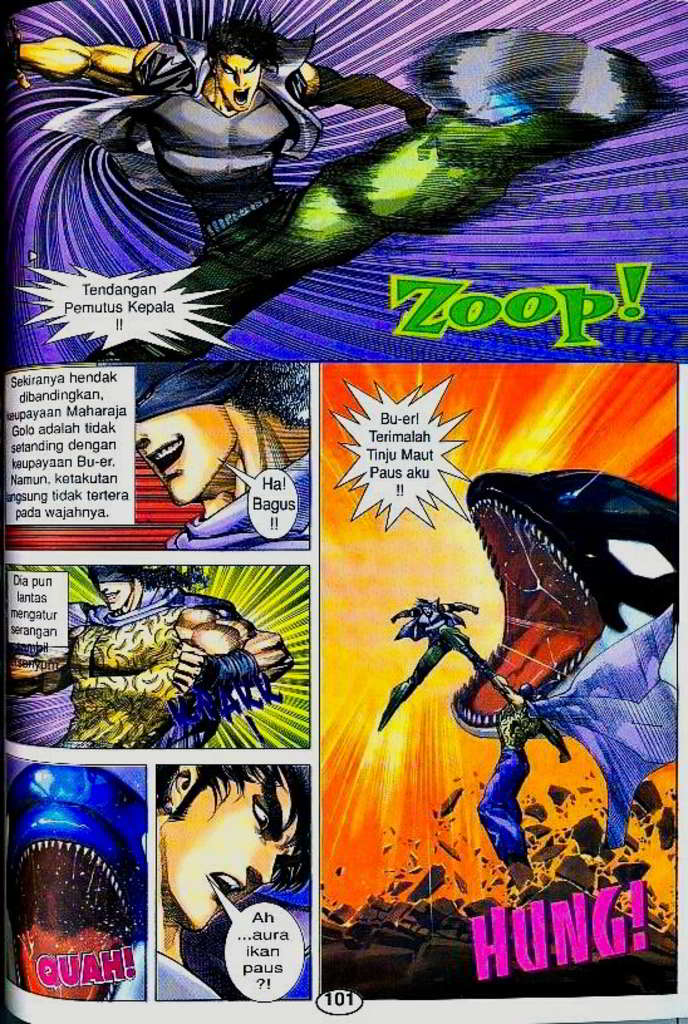 Tendangan
Pemutus Kepala
!!
Zoop!
Sekiranya hendak
dibandingkan,
keupayaan Maharaja
Golo adalah tidak
setanding dengan
keupayaan Bu-er.
Namun, ketakutan
langsung tidak tertera
pada wajahnya.
Ha!
Bagus
!!
Dia pun
lantas
mengatur
serangan
sambil
tersenyum
QUAH!
Ah
...aura
ikan
paus
?!
Bu-er!
Terimalah
Tinju Maut
Paus aku
!!
HUNG!
101